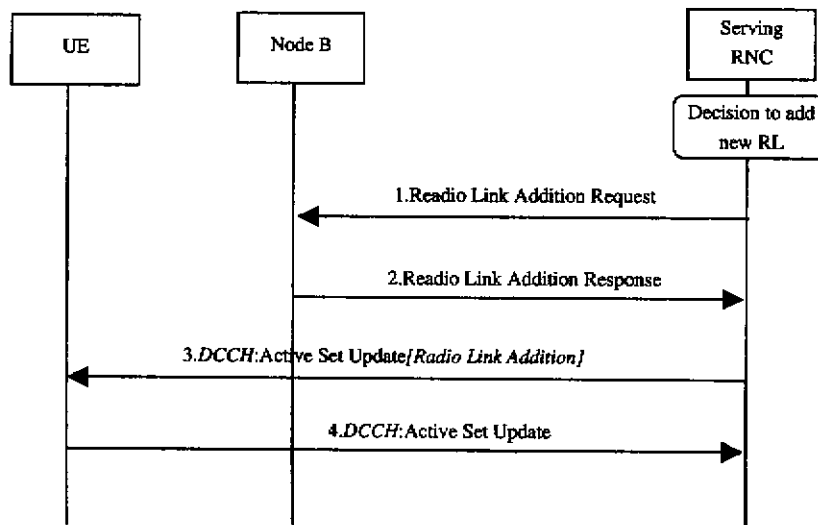 UE
Node B
Serving
RNC
Decision to add
new RL
1.Readio Link Addition Request
2.Readio Link Addition Response
3.DCCH:Active Set Update[Radio Link Addition]
4.DCCH:Active Set Update